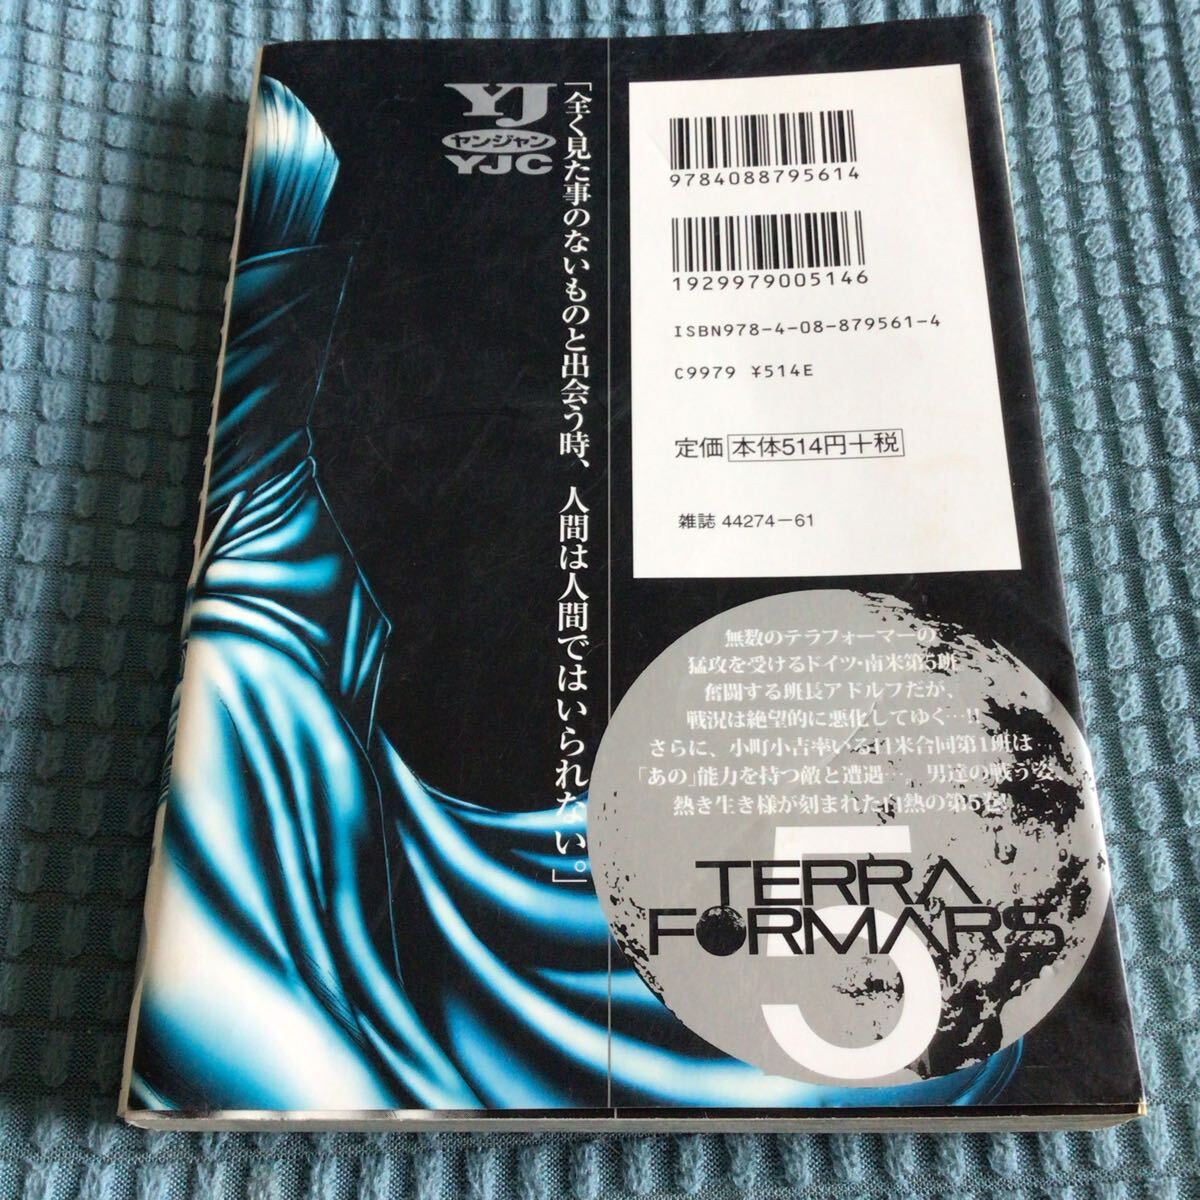 YJ
ヤンジャン
YJC
「全く見た事のないものと出会う時、人間は人間ではいられない。」
9784088795614
1929979005146
ISBN978-4-08-879561-4
C9979 ¥514E
定価 本体514円+税
雑誌 44274-61
無数のテラフォーマーの
猛攻を受けるドイツ・南米第5班
奮闘する班長アドルフだが、
戦況は絶望的に悪化してゆく…!!
さらに、小町小吉率いる日米合同第1班は
「あの」能力を持つ敵と遭遇…。男達の戦う姿、
熱き生き様が刻まれた白熱の第5巻!
5
TERRA
FORMARS